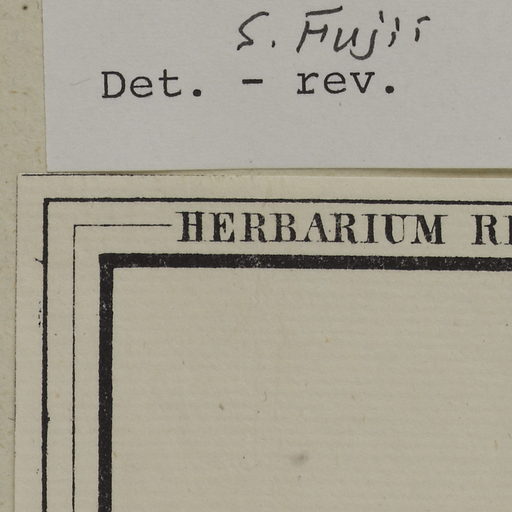 S. Fujii
Det. - rev.
HERBARIUM